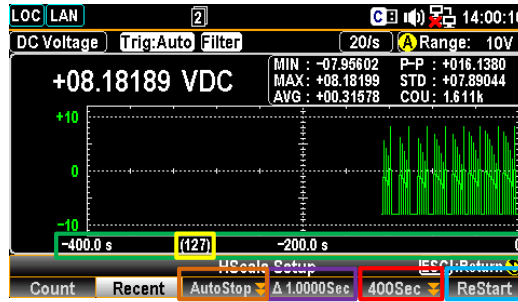 LOC LAN 2 C 14:00:1
DC Voltage Trig:Auto Filter 20/s A Range: 10V
+08.18189 VDC
MIN : -07.95602 P-P : +016.1380
MAX: +08.18199 STD : +07.89044
AVG : +00.31578 COU: 1.611k
+10
0
-10
-400.0 s (127) -200.0 s
HScale Setup [ESC]:Return
Count Recent AutoStop Δ 1.0000Sec 400Sec ReStart